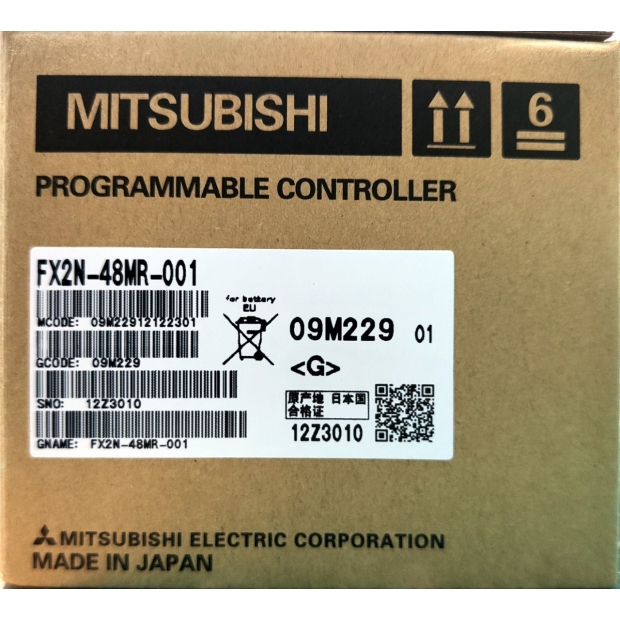 MITSUBISHI
6
PROGRAMMABLE CONTROLLER
FX2N-48MR-001
MCODE: 09M22912122301
GCODE: 09M229
SNO: 12Z3010
GNAME: FX2N-48MR-001
for battery
EU
09M229 01
<G>
原产地 日本国
合格证
12Z3010
MITSUBISHI ELECTRIC CORPORATION
MADE IN JAPAN